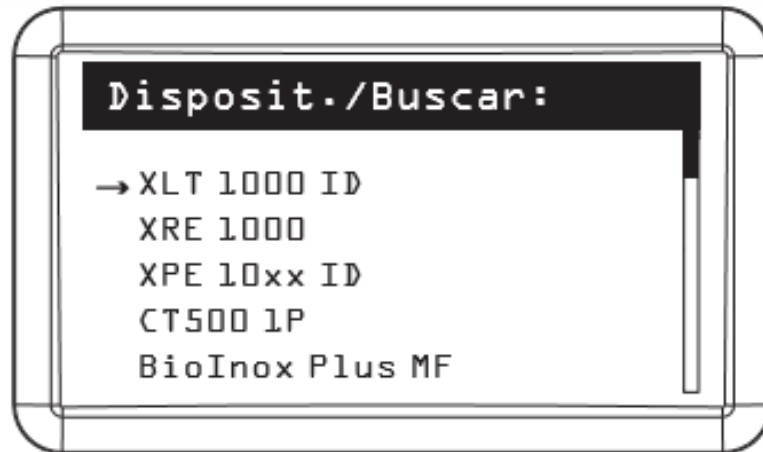 Disposit./Buscar:
→ XLT 1000 ID
XRE 1000
XPE 10xx ID
CT500 1P
BioInox Plus MF